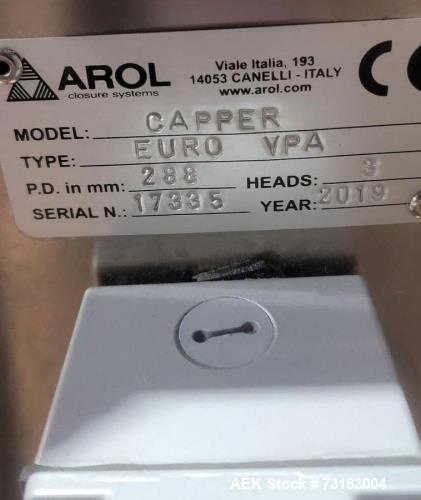 AROL
closure systems
Viale Italia, 193
14053 CANELLI - ITALY
www.arol.com
CE
MODEL: CAPPER
TYPE: EURO VPA
P.D. in mm: 288 HEADS: 3
SERIAL N.: 17335 YEAR: 2019
AEK Stock # 73183004